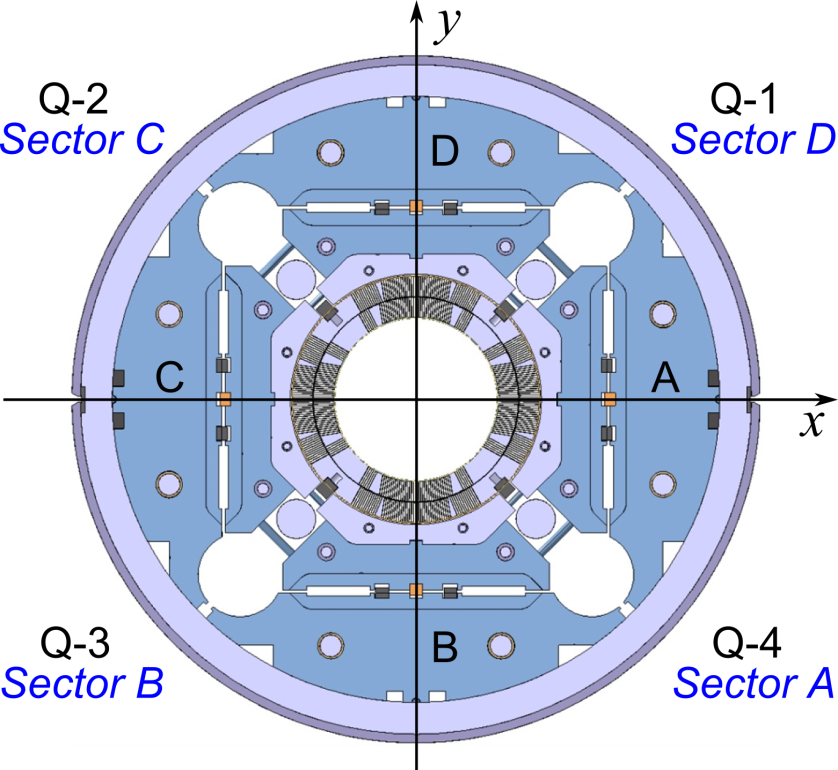 y
Q-2
Sector C
Q-1
Sector D
D
C
A
x
B
Q-3
Sector B
Q-4
Sector A